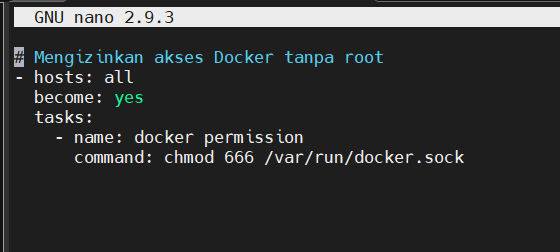 GNU nano 2.9.3
# Mengizinkan akses Docker tanpa root
- hosts: all
  become: yes
  tasks:
    - name: docker permission
      command: chmod 666 /var/run/docker.sock